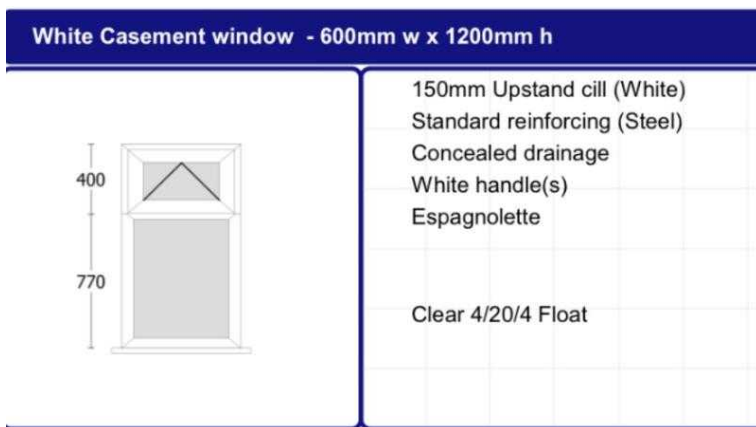 White Casement window - 600mm w x 1200mm h
400
770
150mm Upstand cill (White)
Standard reinforcing (Steel)
Concealed drainage
White handle(s)
Espagnolette
Clear 4/20/4 Float